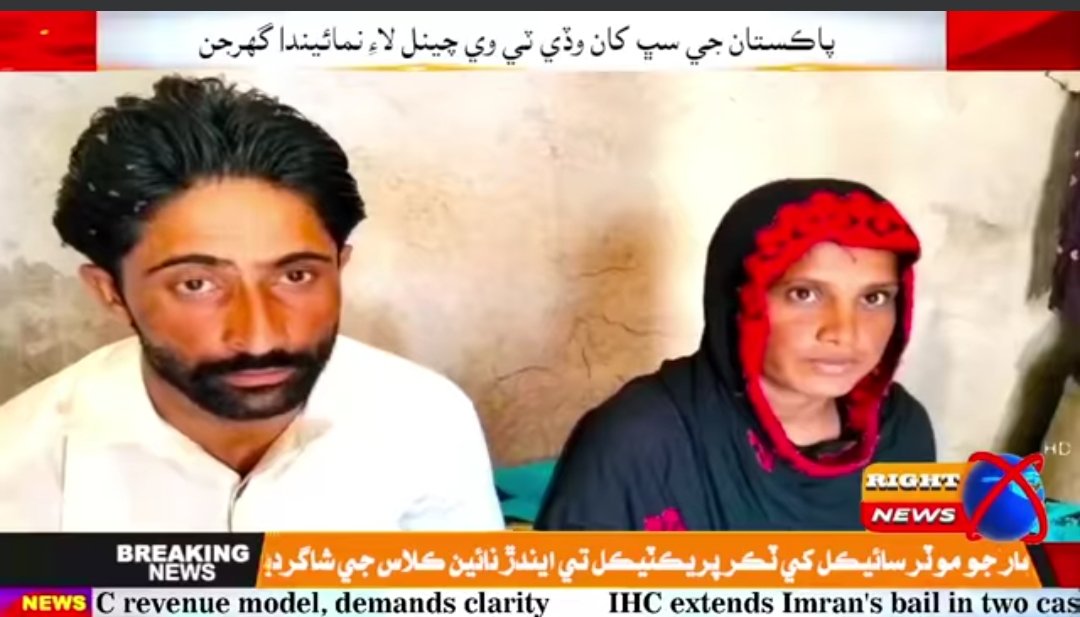 پاڪستان جي سڀ کان وڏي ٽي وي چينل لاءِ نمائيندا گهرجن
HD
RIGHT
NEWS
BREAKING
NEWS
ڪار جو موٽر سائيڪل کي ٽڪر پريڪٽيڪل تي ايندڙ نائين ڪلاس جي شاگرد
NEWS C revenue model, demands clarity IHC extends Imran's bail in two cas